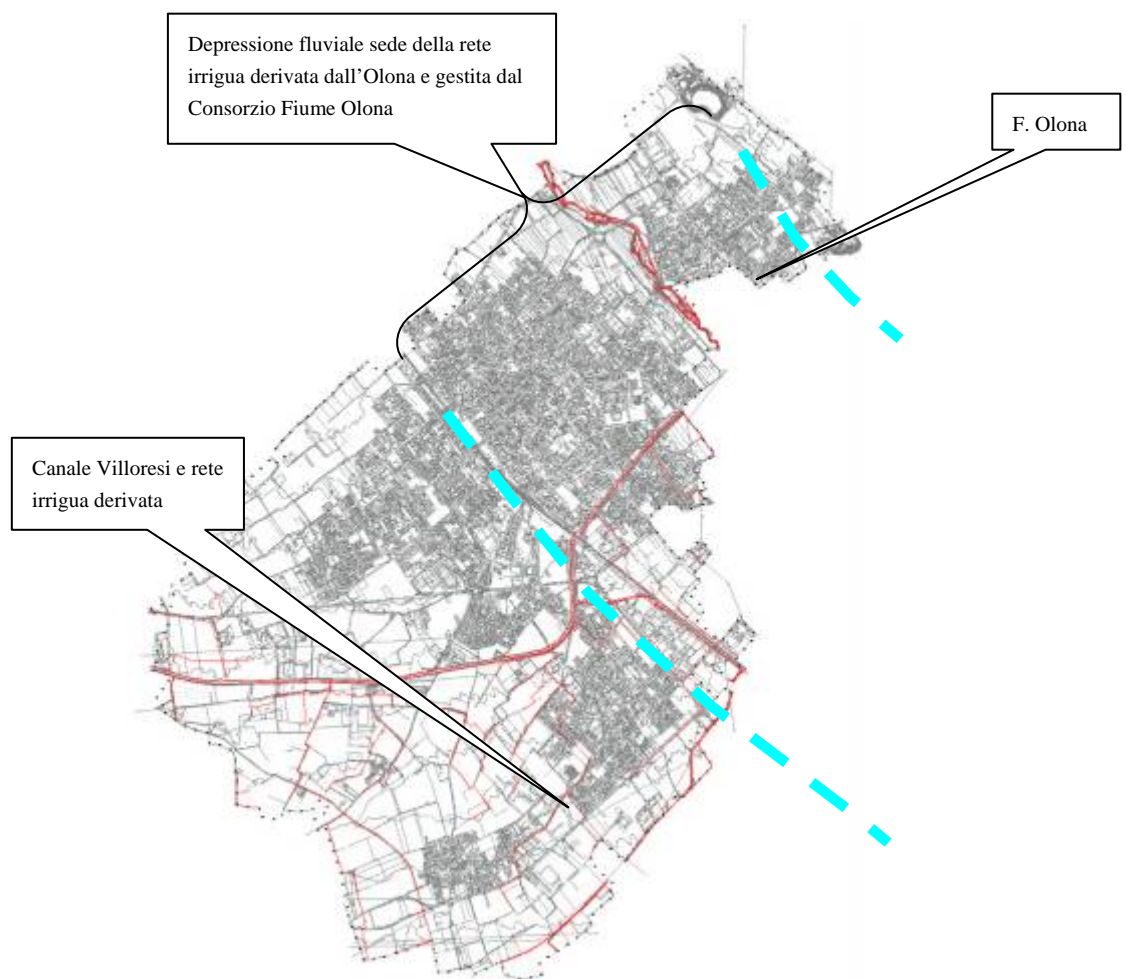 Depressione fluviale sede della rete
irrigua derivata dall’Olona e gestita dal
Consorzio Fiume Olona
F. Olona
Canale Villoresi e rete
irrigua derivata